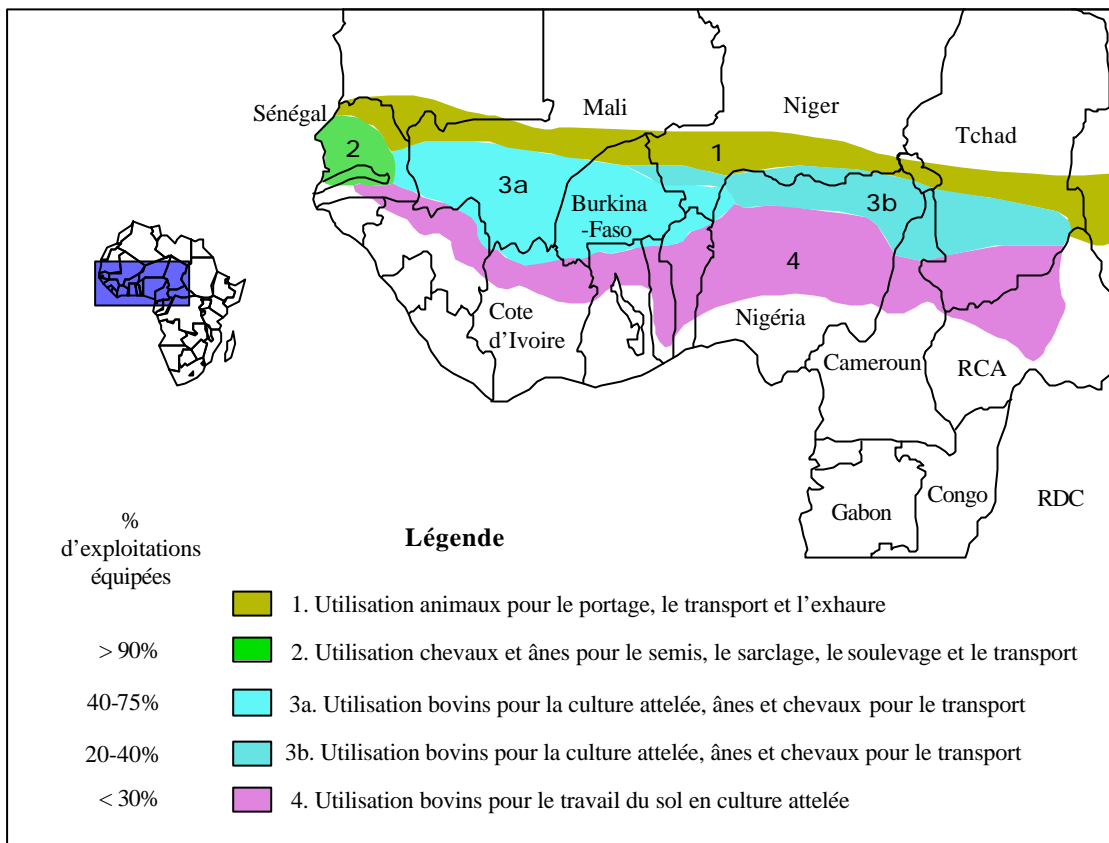 Sénégal
Mali
Niger
Tchad
1
2
3a
3b
Burkina
-Faso
4
Cote
d’Ivoire
Nigéria
Cameroun
RCA
Gabon
Congo
RDC
%
d’exploitations
équipées
Légende
1. Utilisation animaux pour le portage, le transport et l’exhaure
> 90%
2. Utilisation chevaux et ânes pour le semis, le sarclage, le soulevage et le transport
40-75%
3a. Utilisation bovins pour la culture attelée, ânes et chevaux pour le transport
20-40%
3b. Utilisation bovins pour la culture attelée, ânes et chevaux pour le transport
< 30%
4. Utilisation bovins pour le travail du sol en culture attelée